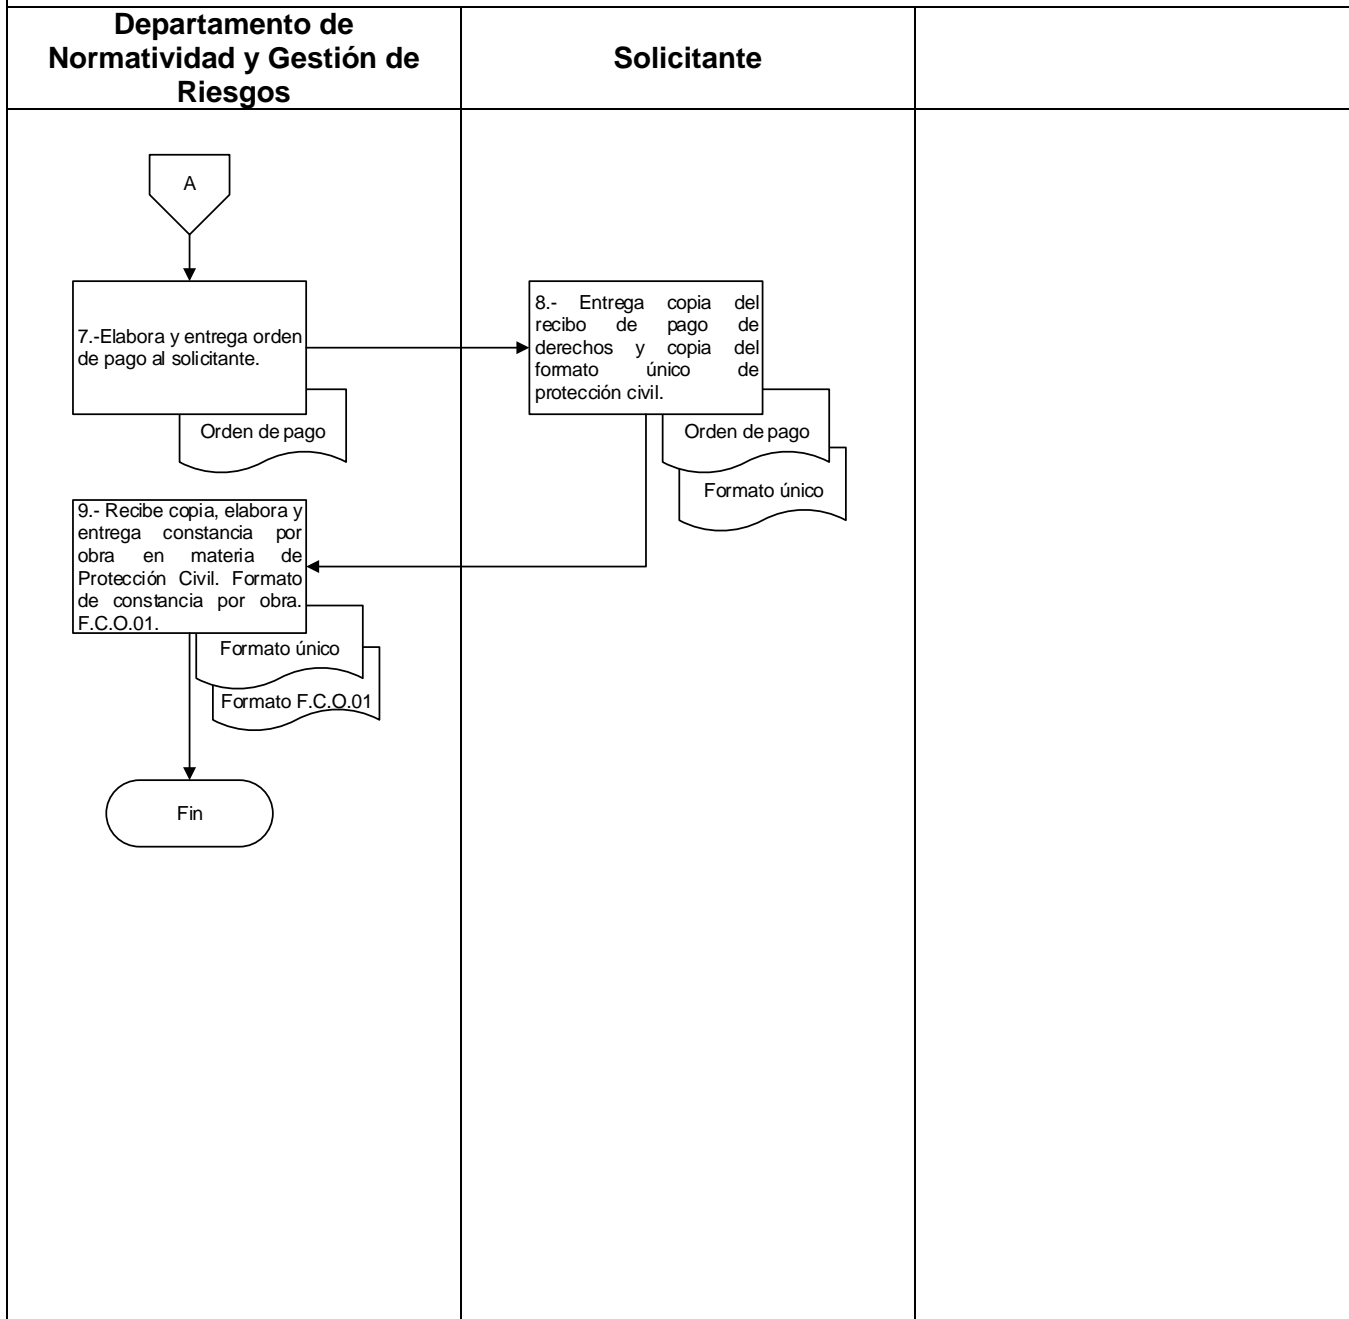 Departamento de
Normatividad y Gestión de
Riesgos
Solicitante
A
7.-Elabora y entrega orden
de pago al solicitante.
Orden de pago
8.- Entrega copia del
recibo de pago de
derechos y copia del
formato único de
protección civil.
Orden de pago
Formato único
9.- Recibe copia, elabora y
entrega constancia por
obra en materia de
Protección Civil. Formato
de constancia por obra.
F.C.O.01.
Formato único
Formato F.C.O.01
Fin